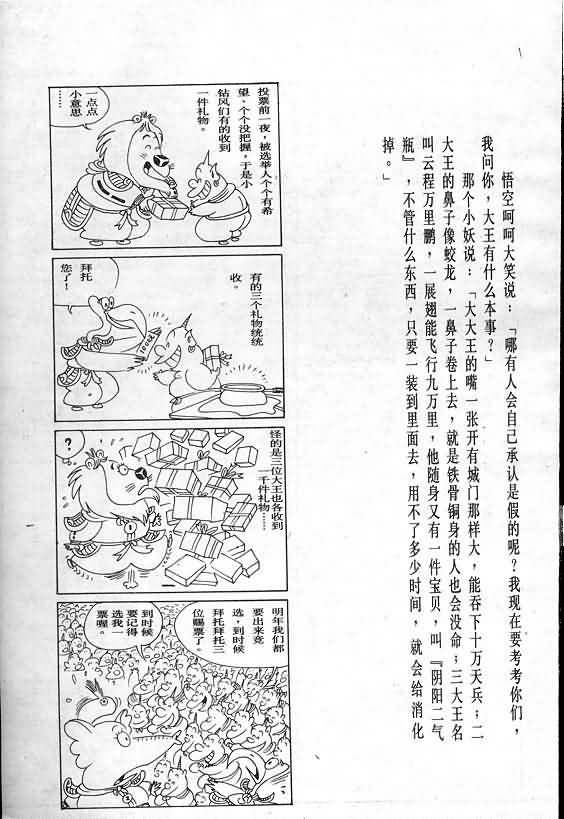 悟空呵呵大笑说：「哪有人会自己承认是假的呢？我现在要考考你们，
我问你，大王有什么本事？」
那个小妖说：「大大王的嘴一张开有城门那样大，能吞下十万天兵；二
大王的鼻子像蛟龙，一鼻子卷上去，就是铁骨铜身的人也会没命；三大王名
叫云程万里鹏，一展翅能飞行九万里，他随身又有一件宝贝，叫『阴阳二气
瓶』，不管什么东西，只要一装到里面去，用不了多少时间，就会给消化
掉。」
投票前一夜，被选举人个个有希
望，个个没把握，于是小
钻风们有的收到
一件礼物。
一点点
小意思
……
有的三个礼物统统
收。
拜托
您了！
怪的是三位大王也各收到
一千件礼物……
？
明年我们都
要出来竞
选，到时候
拜托拜托三
位赐票了。
到时候
要记得
选我一
票喔。